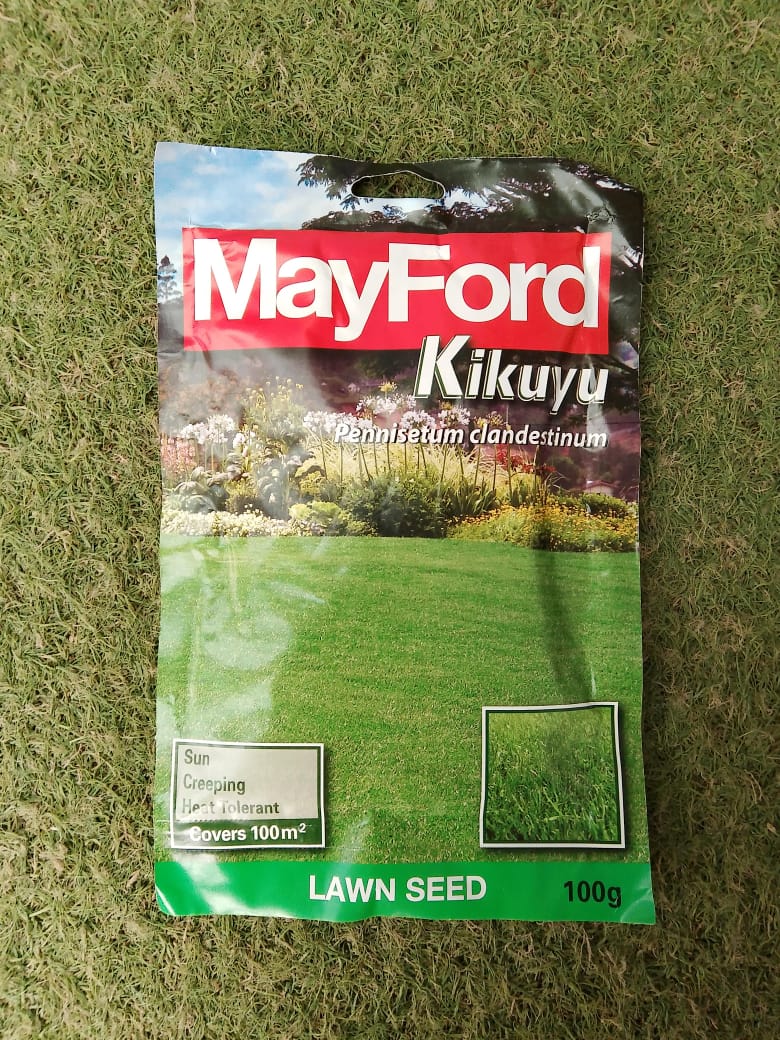 MayFord
Kikuyu
Pennisetum clandestinum
Sun
Creeping
Heat Tolerant
Covers 100m²
LAWN SEED
100g